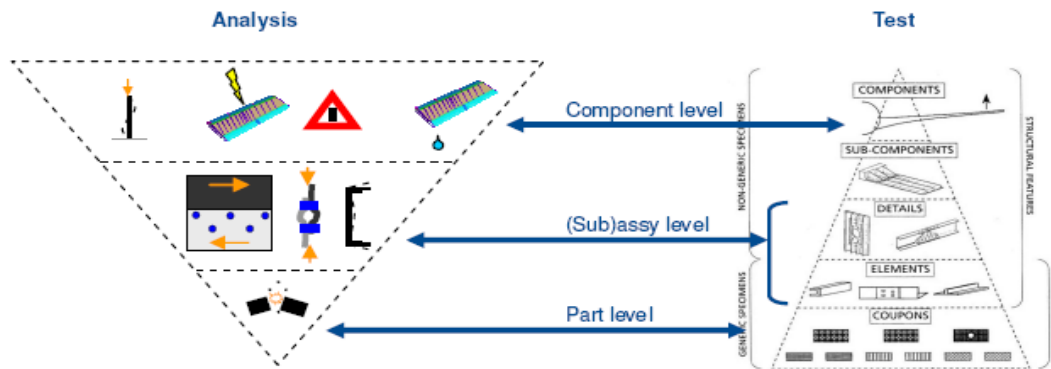 Analysis
Test
Component level
(Sub)assy level
Part level
NON-GENERIC SPECIMENS
GENERIC SPECIMENS
STRUCTURAL FEATURES
COMPONENTS
SUB-COMPONENTS
DETAILS
ELEMENTS
COUPONS